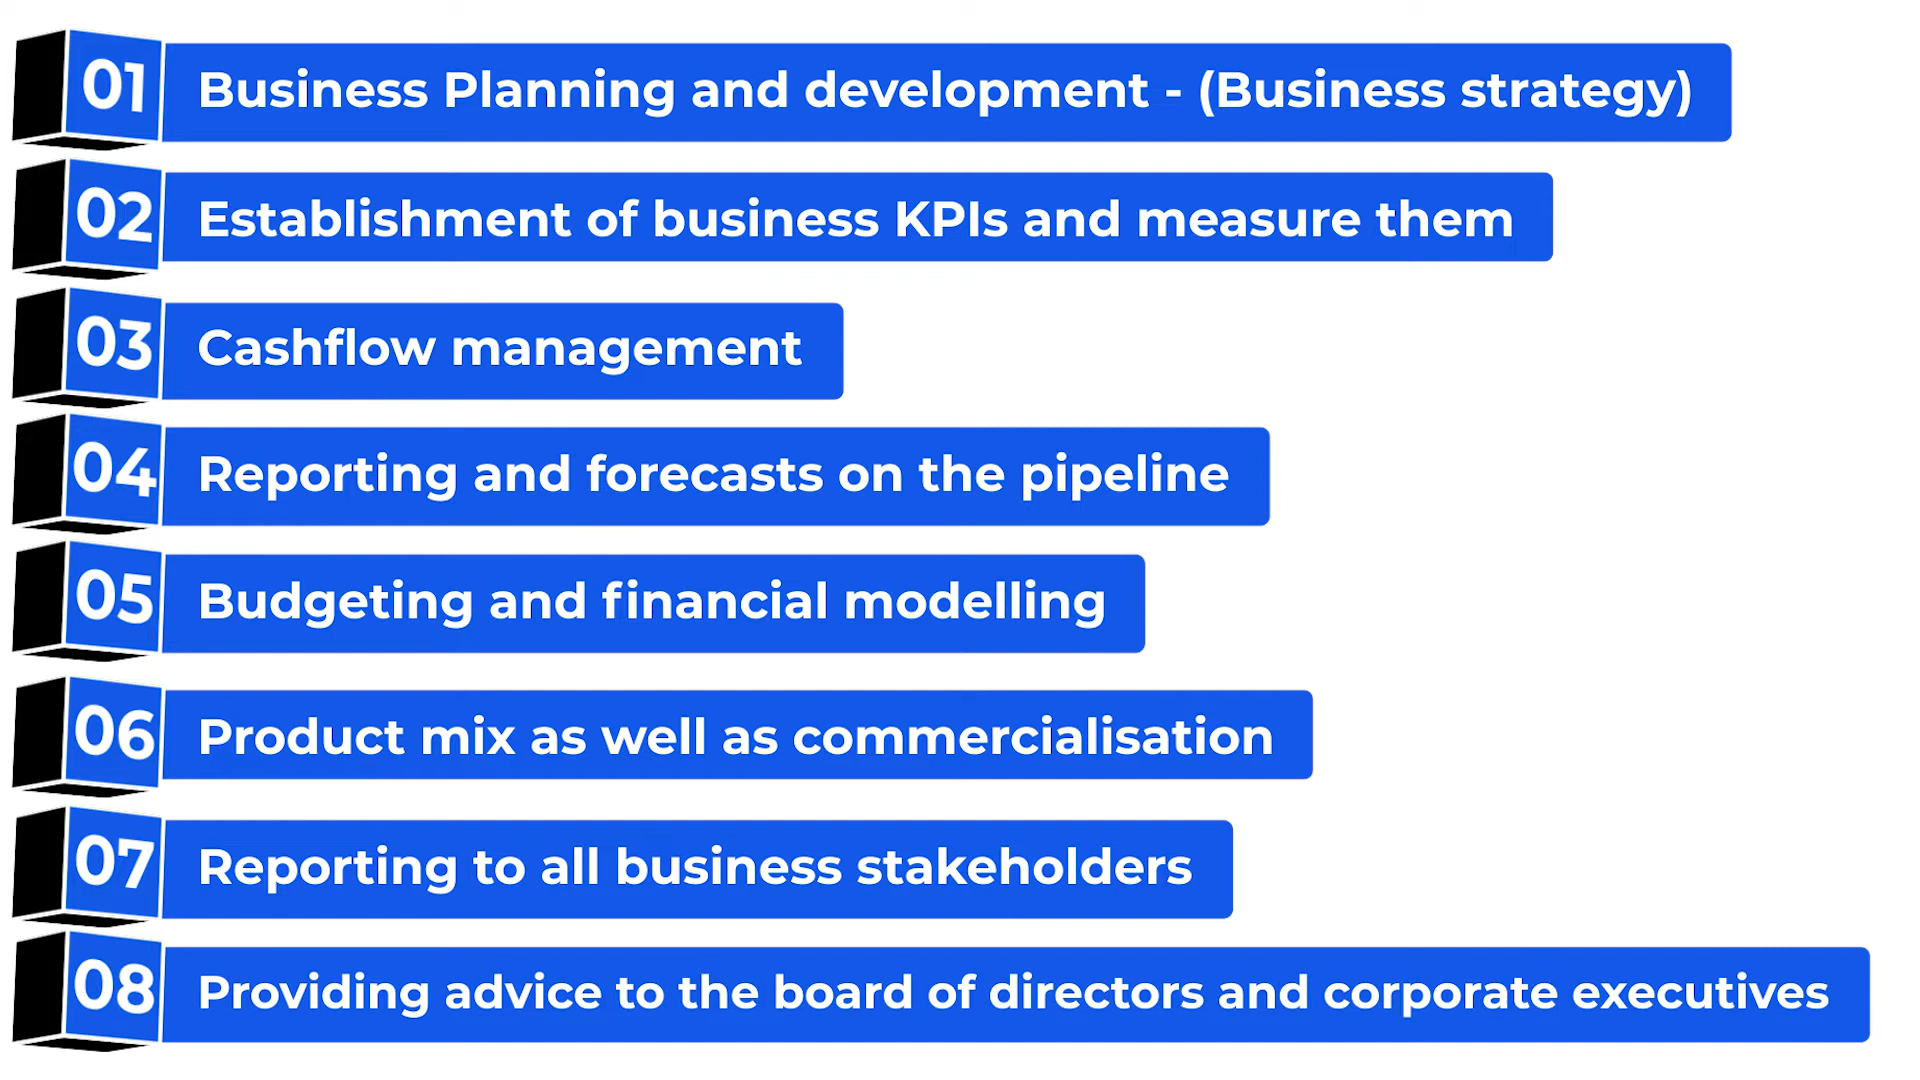 01 Business Planning and development - (Business strategy)
02 Establishment of business KPIs and measure them
03 Cashflow management
04 Reporting and forecasts on the pipeline
05 Budgeting and financial modelling
06 Product mix as well as commercialisation
07 Reporting to all business stakeholders
08 Providing advice to the board of directors and corporate executives